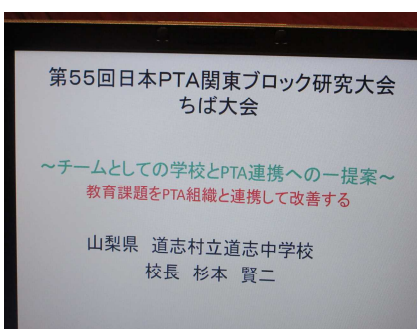 第55回日本PTA関東ブロック研究大会
ちば大会
～チームとしての学校とPTA連携への一提案～
教育課題をPTA組織と連携して改善する
山梨県 道志村立道志中学校
校長 杉本 賢二